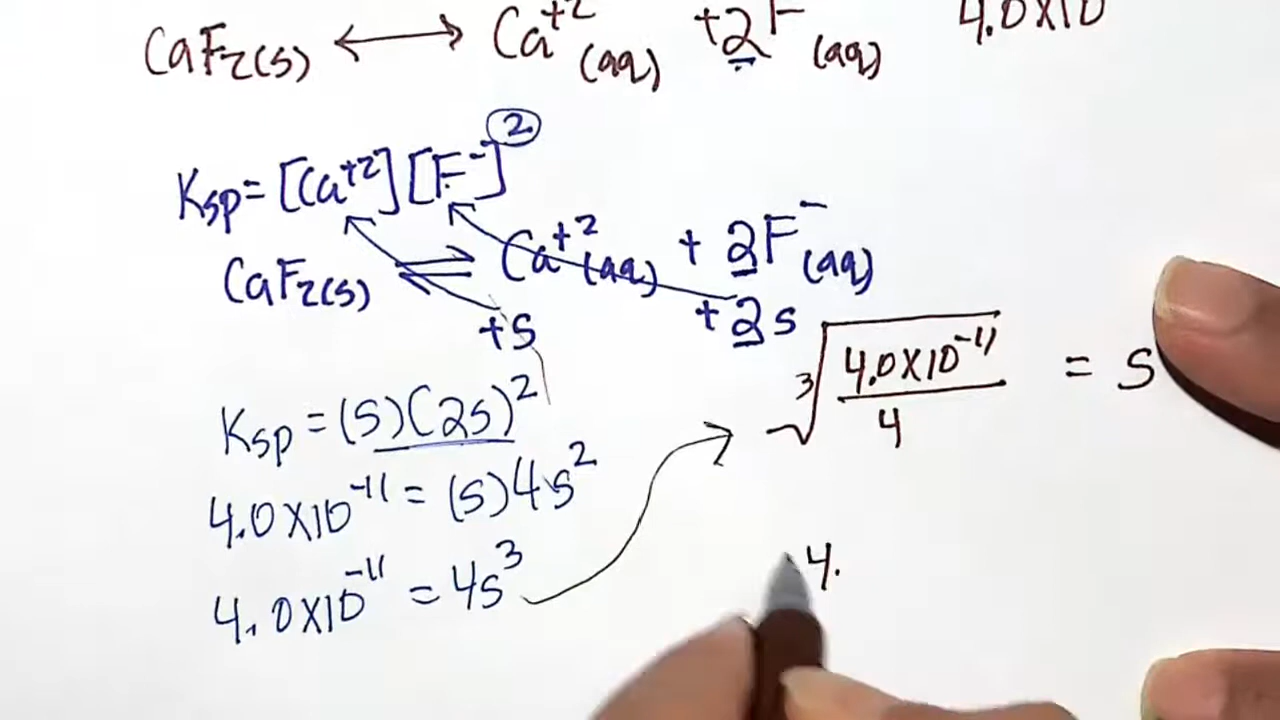 CaF₂(s) ↔ Ca⁺²(aq) + 2F⁻(aq) 4.0x10
Ksp = [Ca⁺²][F⁻]²
CaF₂(s) ⇌ Ca⁺²(aq) + 2F⁻(aq)
+s +2s
Ksp = (s)(2s)²
4.0x10⁻¹¹ = (s)4s²
4.0x10⁻¹¹ = 4s³
∛(4.0x10⁻¹¹/4) = s
4.